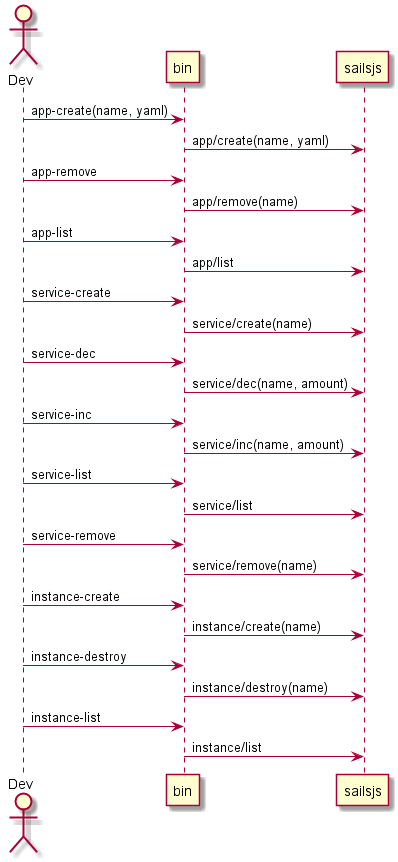 Dev
bin
sailsjs
app-create(name, yaml)
app/create(name, yaml)
app-remove
app/remove(name)
app-list
app/list
service-create
service/create(name)
service-dec
service/dec(name, amount)
service-inc
service/inc(name, amount)
service-list
service/list
service-remove
service/remove(name)
instance-create
instance/create(name)
instance-destroy
instance/destroy(name)
instance-list
instance/list
Dev
bin
sailsjs